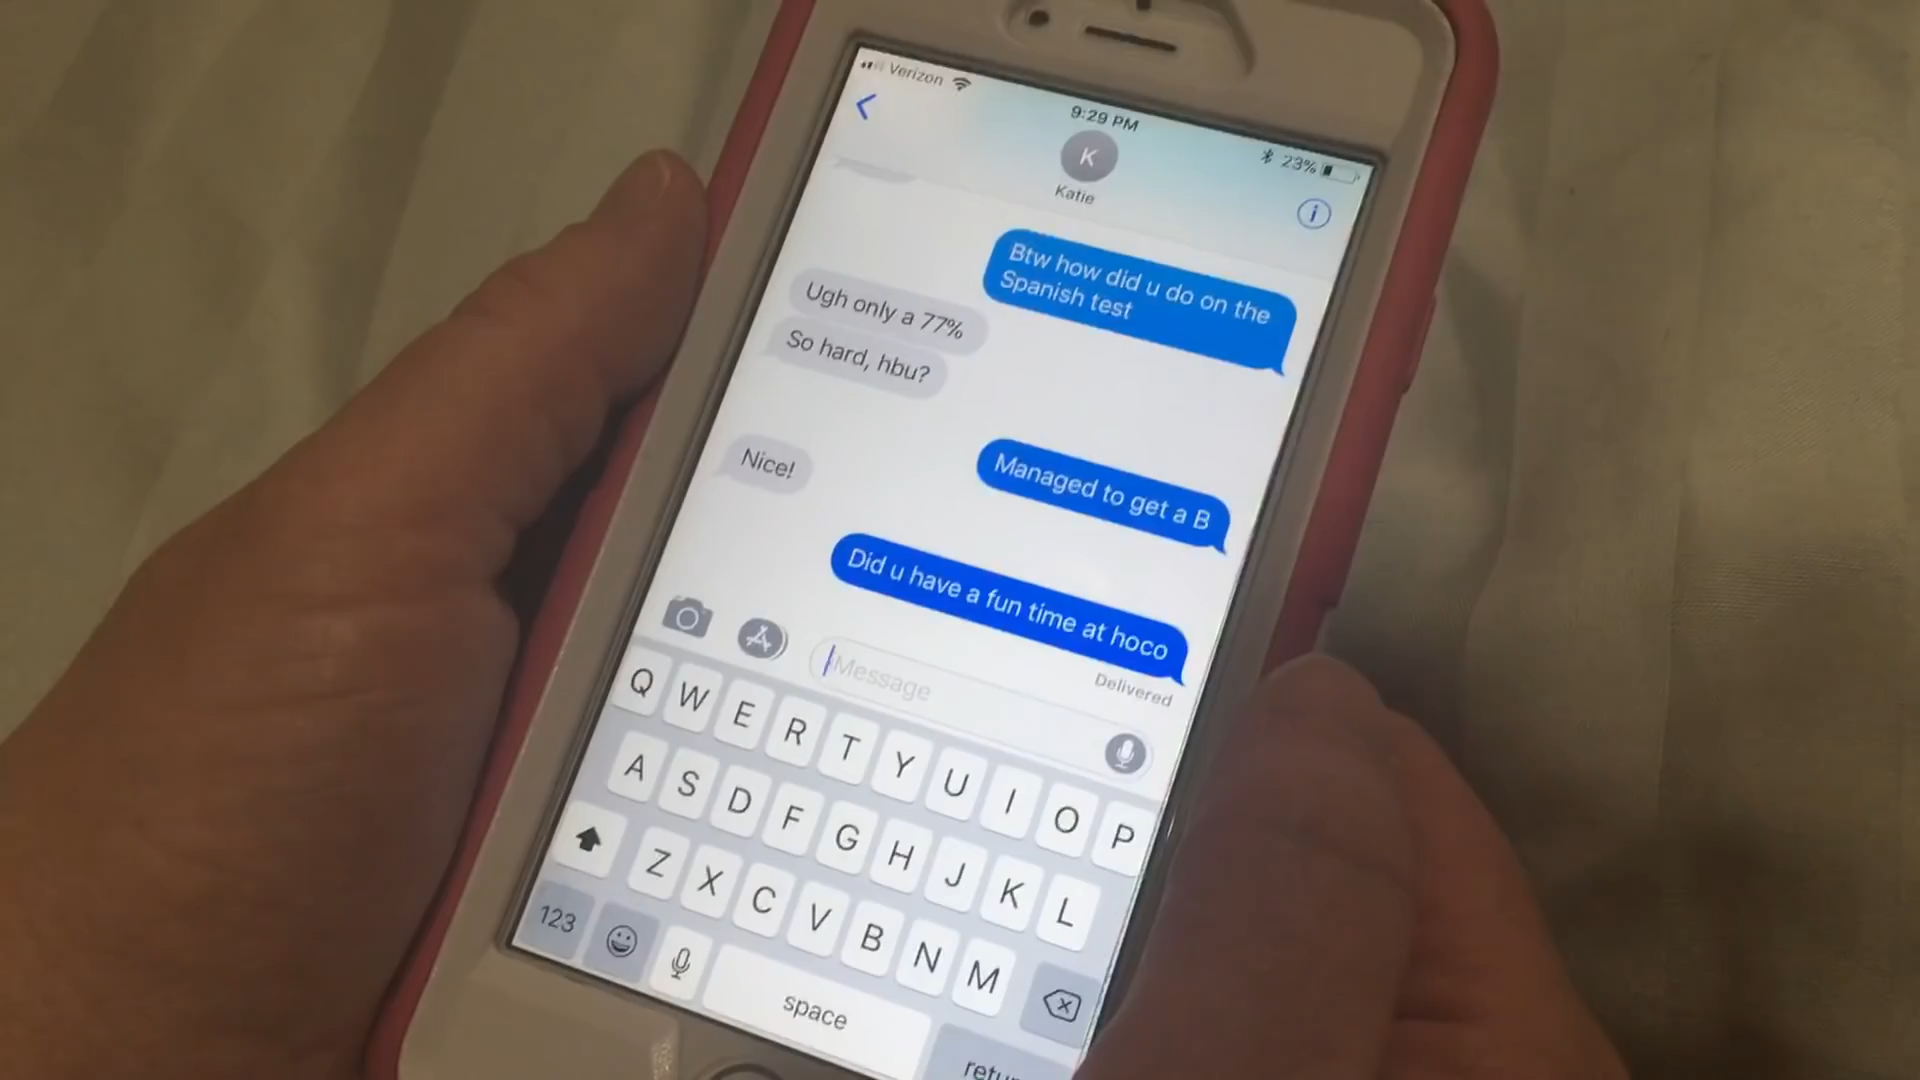 Verizon
9:29 PM
23%
K
Katie
i
Btw how did u do on the
Spanish test
Ugh only a 77%
So hard, hbu?
Managed to get a B
Nice!
Did u have a fun time at hoco
Delivered
iMessage
Q W E R T Y U I O P
A S D F G H J K L
Z X C V B N M
123
space